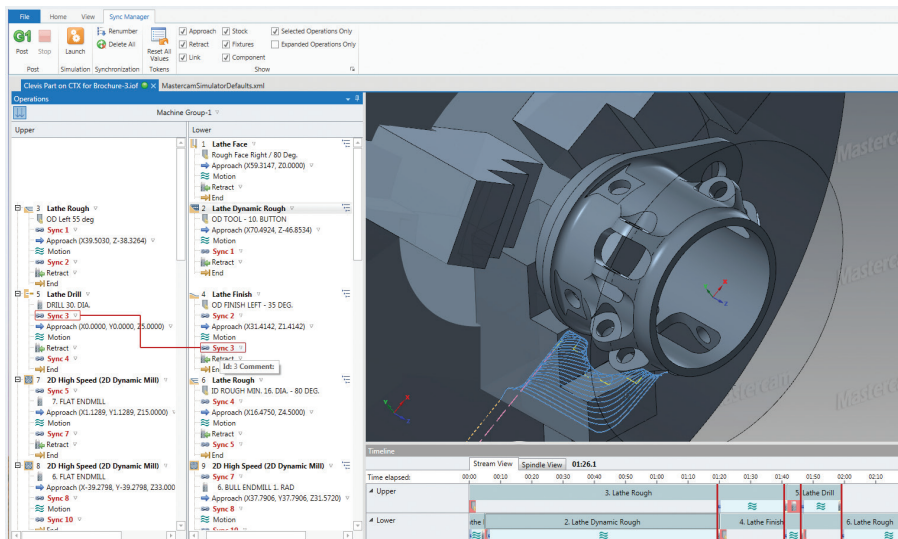 File Home View Sync Manager
Post Stop Launch Renumber Delete All Reset All Values
Approach Stock Selected Operations Only
Retract Fixtures Expanded Operations Only
Link Component
Post Simulation Synchronization Tokens Show
Clevis Part on CTX for Brochure-3.iof MastercamSimulatorDefaults.xml
Operations
Machine Group-1
Upper
3 Lathe Rough
OD Left 55 deg
Sync 1
Approach (X39.5030, Z-38.3264)
Motion
Sync 2
Retract
End
5 Lathe Drill
DRILL 30. DIA.
Sync 3
Approach (X0.0000, Y0.0000, Z5.0000)
Motion
Retract
Sync 4
End
7 2D High Speed (2D Dynamic Mill)
Sync 5
7. FLAT ENDMILL
Approach (X1.1289, Y1.1289, Z15.0000)
Motion
Sync 7
Retract
End
8 2D High Speed (2D Dynamic Mill)
6. FLAT ENDMILL
Approach (X-39.2798, Y-39.2798, Z33.000
Sync 8
Motion
Sync 10
Lower
1 Lathe Face
Rough Face Right / 80 Deg.
Approach (X59.3147, Z0.0000)
Motion
Retract
End
2 Lathe Dynamic Rough
OD TOOL - 10. BUTTON
Approach (X70.4924, Z-46.8534)
Motion
Sync 1
Retract
End
4 Lathe Finish
OD FINISH LEFT - 35 DEG.
Sync 2
Approach (X31.4142, Z1.4142)
Motion
Sync 3
Retract
En
Id: 3 Comment:
6 Lathe Rough
ID ROUGH MIN. 16. DIA. - 80 DEG.
Sync 4
Approach (X16.4750, Z4.5000)
Motion
Retract
Sync 5
End
9 2D High Speed (2D Dynamic Mill)
Sync 7
6. BULL ENDMILL 1. RAD
Approach (X37.7906, Y37.7906, Z31.5720)
Sync 8
Motion
Sync 10
Mastercam
Mastercam
Timeline
Stream View Spindle View 01:26.1
Time elapsed: 00:00 00:10 00:20 00:30 00:40 00:50 01:00 01:10 01:20 01:30 01:40 01:50 02:00 02:10
Upper 3. Lathe Rough 5. Lathe Drill
Lower 2. Lathe Dynamic Rough 4. Lathe Finish 6. Lathe Rough